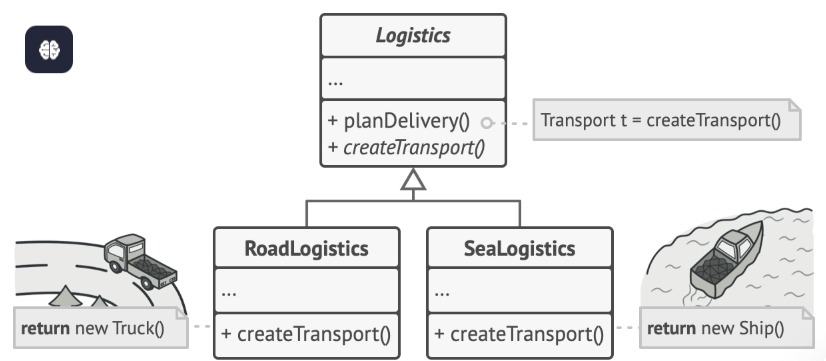 Logistics
...
+ planDelivery()
+ createTransport()
Transport t = createTransport()
RoadLogistics
...
+ createTransport()
SeaLogistics
...
+ createTransport()
return new Truck()
return new Ship()